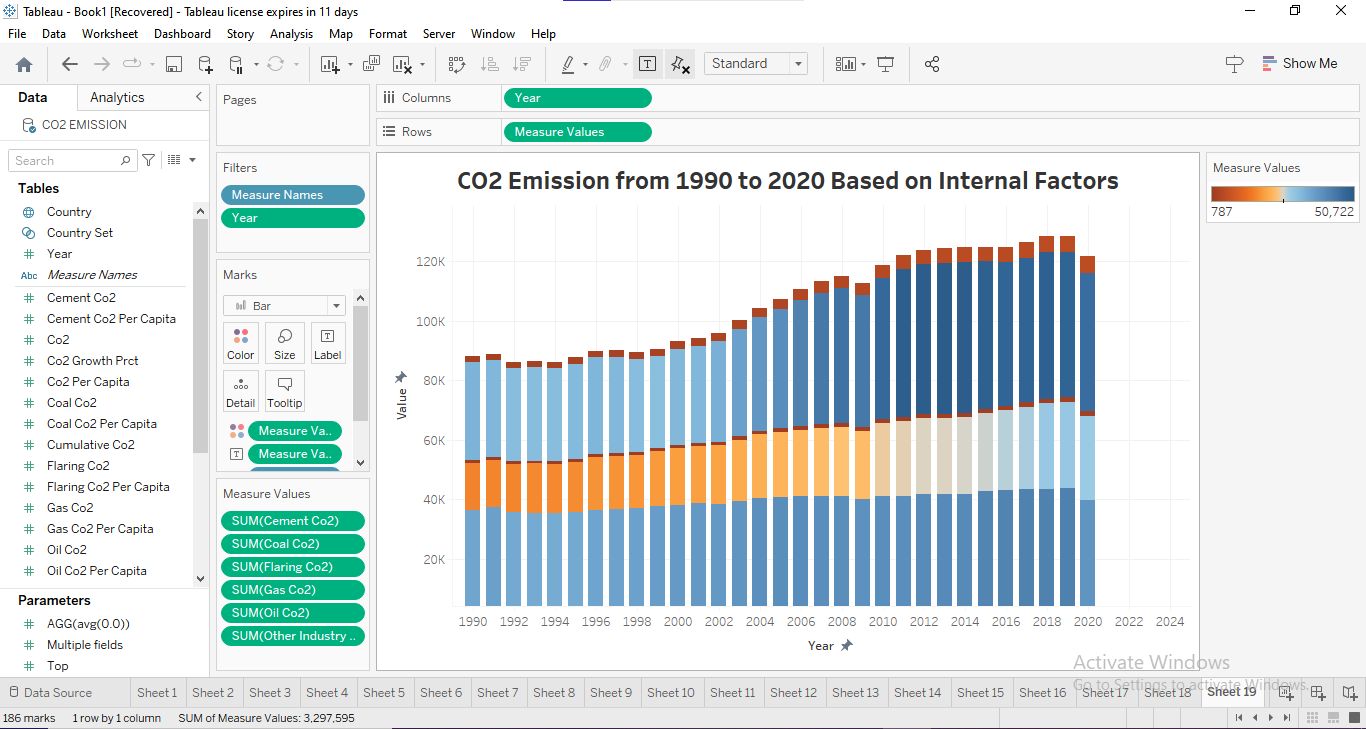 Tableau - Book1 [Recovered] - Tableau license expires in 11 days
File Data Worksheet Dashboard Story Analysis Map Format Server Window Help
Standard
Show Me
Data Analytics
CO2 EMISSION
Search
Tables
Country
Country Set
Year
Abc Measure Names
Cement Co2
Cement Co2 Per Capita
Co2
Co2 Growth Prct
Co2 Per Capita
Coal Co2
Coal Co2 Per Capita
Cumulative Co2
Flaring Co2
Flaring Co2 Per Capita
Gas Co2
Gas Co2 Per Capita
Oil Co2
Oil Co2 Per Capita
Parameters
AGG(avg(0.0))
Multiple fields
Top
Pages
Filters
Measure Names
Year
Marks
Bar
Color Size Label
Detail Tooltip
Measure Va..
Measure Va..
Measure Values
SUM(Cement Co2)
SUM(Coal Co2)
SUM(Flaring Co2)
SUM(Gas Co2)
SUM(Oil Co2)
SUM(Other Industry ..
Columns Year
Rows Measure Values
CO2 Emission from 1990 to 2020 Based on Internal Factors
120K
100K
80K
60K
40K
20K
Value
1990 1992 1994 1996 1998 2000 2002 2004 2006 2008 2010 2012 2014 2016 2018 2020 2022 2024
Year
Measure Values
787 50,722
Activate Windows
Go to Settings to activate Windows.
Data Source Sheet 1 Sheet 2 Sheet 3 Sheet 4 Sheet 5 Sheet 6 Sheet 7 Sheet 8 Sheet 9 Sheet 10 Sheet 11 Sheet 12 Sheet 13 Sheet 14 Sheet 15 Sheet 16 Sheet 17 Sheet 18 Sheet 19
186 marks 1 row by 1 column SUM of Measure Values: 3,297,595